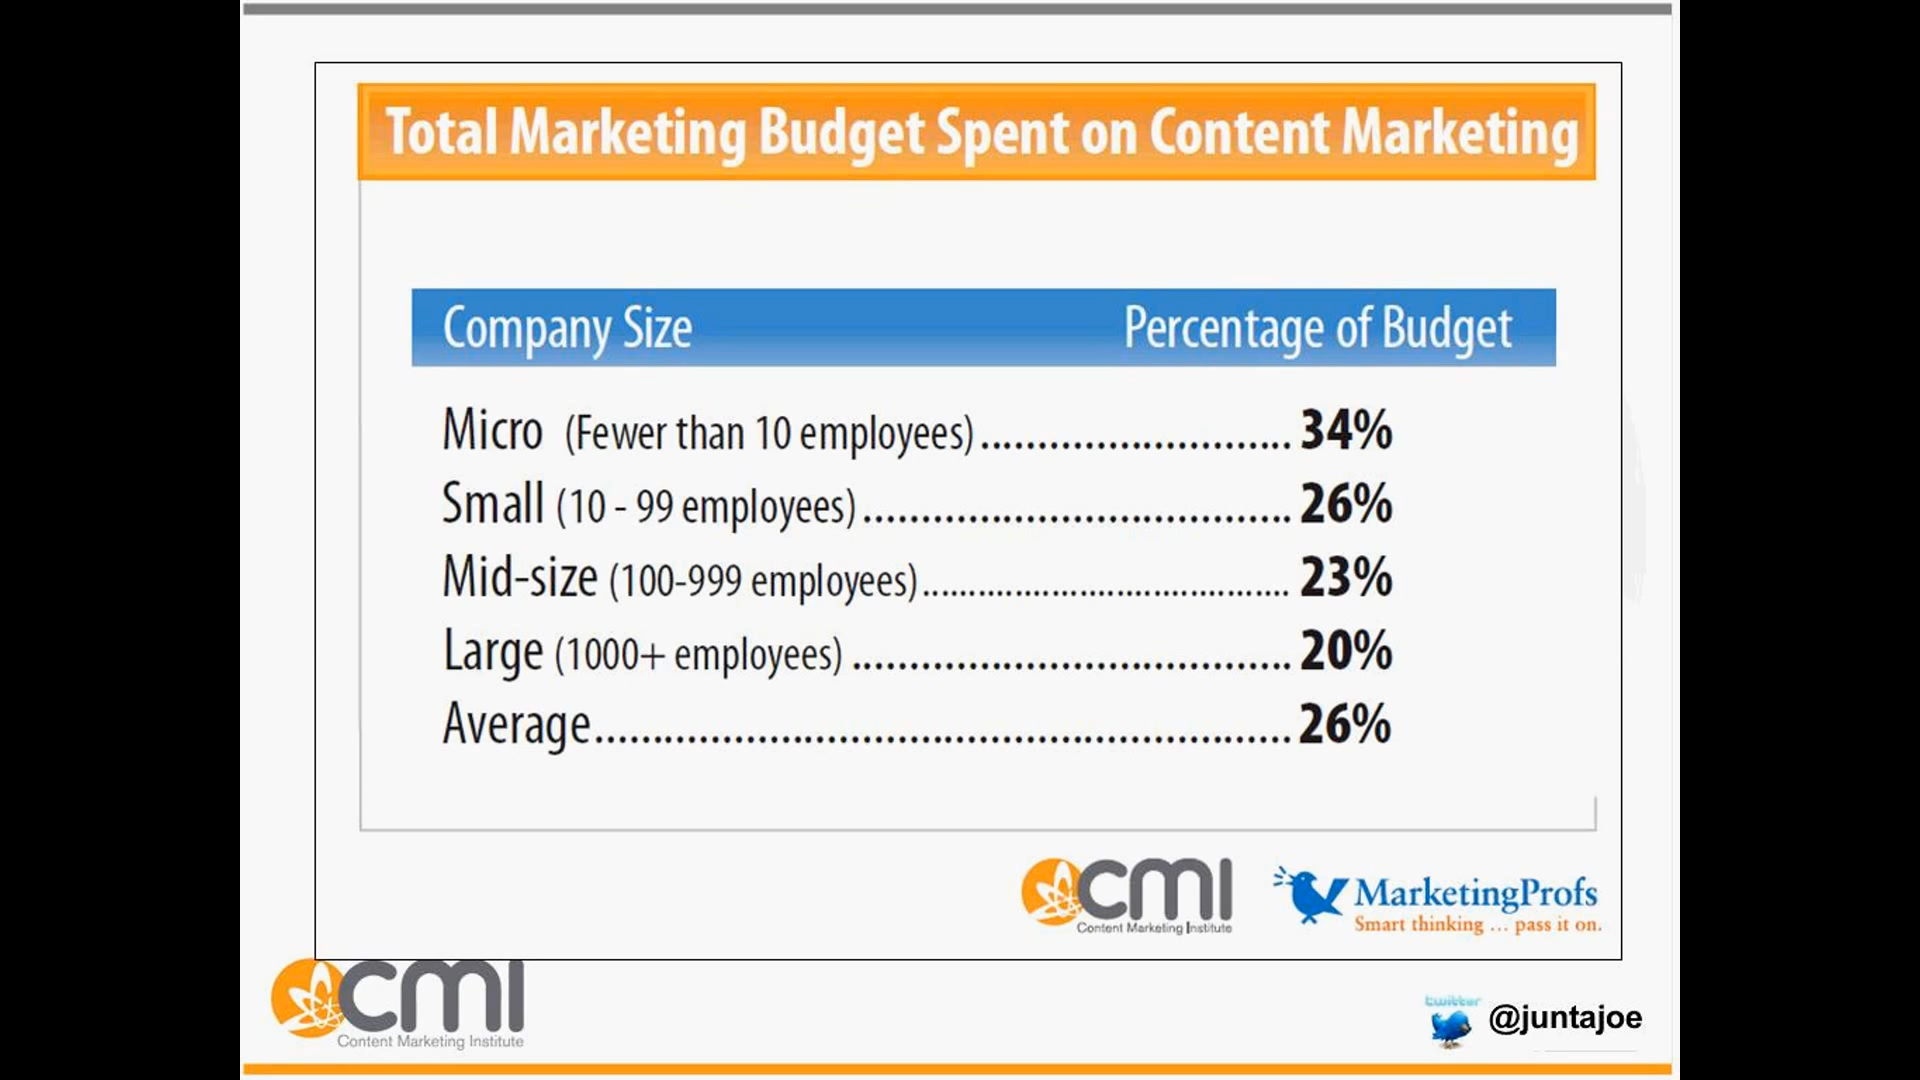 Total Marketing Budget Spent on Content Marketing
Company Size Percentage of Budget
Micro (Fewer than 10 employees) ........................... 34%
Small (10 - 99 employees) ..................................... 26%
Mid-size (100-999 employees) ........................................ 23%
Large (1000+ employees) ...................................... 20%
Average ............................................................ 26%
cmi
Content Marketing Institute
MarketingProfs
Smart thinking ... pass it on.
cmi
Content Marketing Institute
twitter
@juntajoe